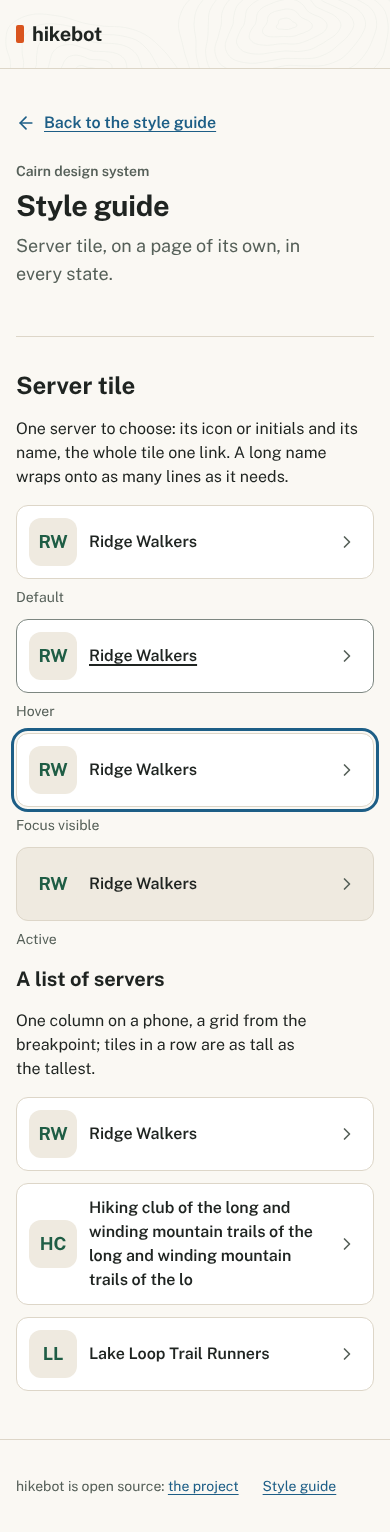 hikebot
Back to the style guide
Cairn design system
Style guide
Server tile, on a page of its own, in
every state.
Server tile
One server to choose: its icon or initials and its
name, the whole tile one link. A long name
wraps onto as many lines as it needs.
RW Ridge Walkers
Default
RW Ridge Walkers
Hover
RW Ridge Walkers
Focus visible
RW Ridge Walkers
Active
A list of servers
One column on a phone, a grid from the
breakpoint; tiles in a row are as tall as
the tallest.
RW Ridge Walkers
HC
Hiking club of the long and
winding mountain trails of the
long and winding mountain
trails of the lo
LL Lake Loop Trail Runners
hikebot is open source: the project Style guide